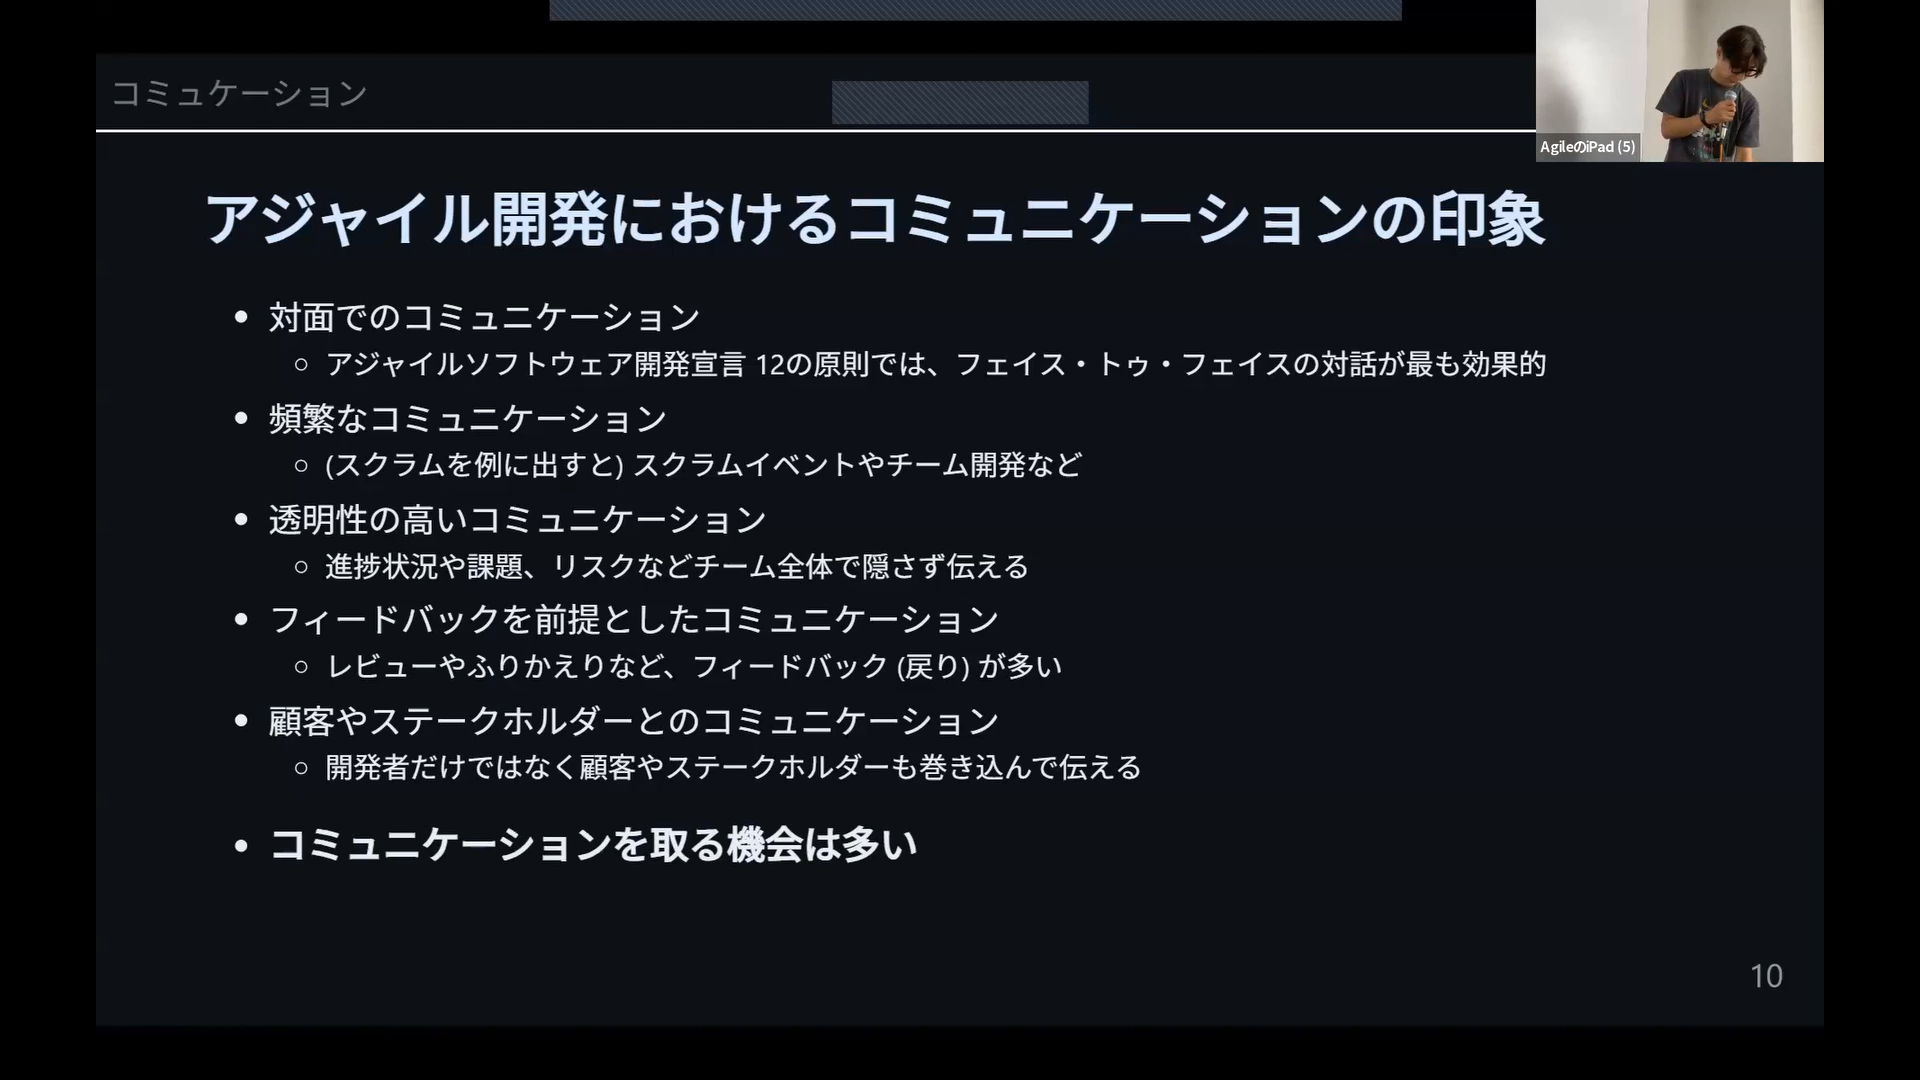 コミュケーション
AgileのiPad (5)
アジャイル開発におけるコミュニケーションの印象
対面でのコミュニケーション
アジャイルソフトウェア開発宣言 12の原則では、フェイス・トゥ・フェイスの対話が最も効果的
頻繁なコミュニケーション
(スクラムを例に出すと) スクラムイベントやチーム開発など
透明性の高いコミュニケーション
進捗状況や課題、リスクなどチーム全体で隠さず伝える
フィードバックを前提としたコミュニケーション
レビューやふりかえりなど、フィードバック (戻り) が多い
顧客やステークホルダーとのコミュニケーション
開発者だけではなく顧客やステークホルダーも巻き込んで伝える
コミュニケーションを取る機会は多い
10